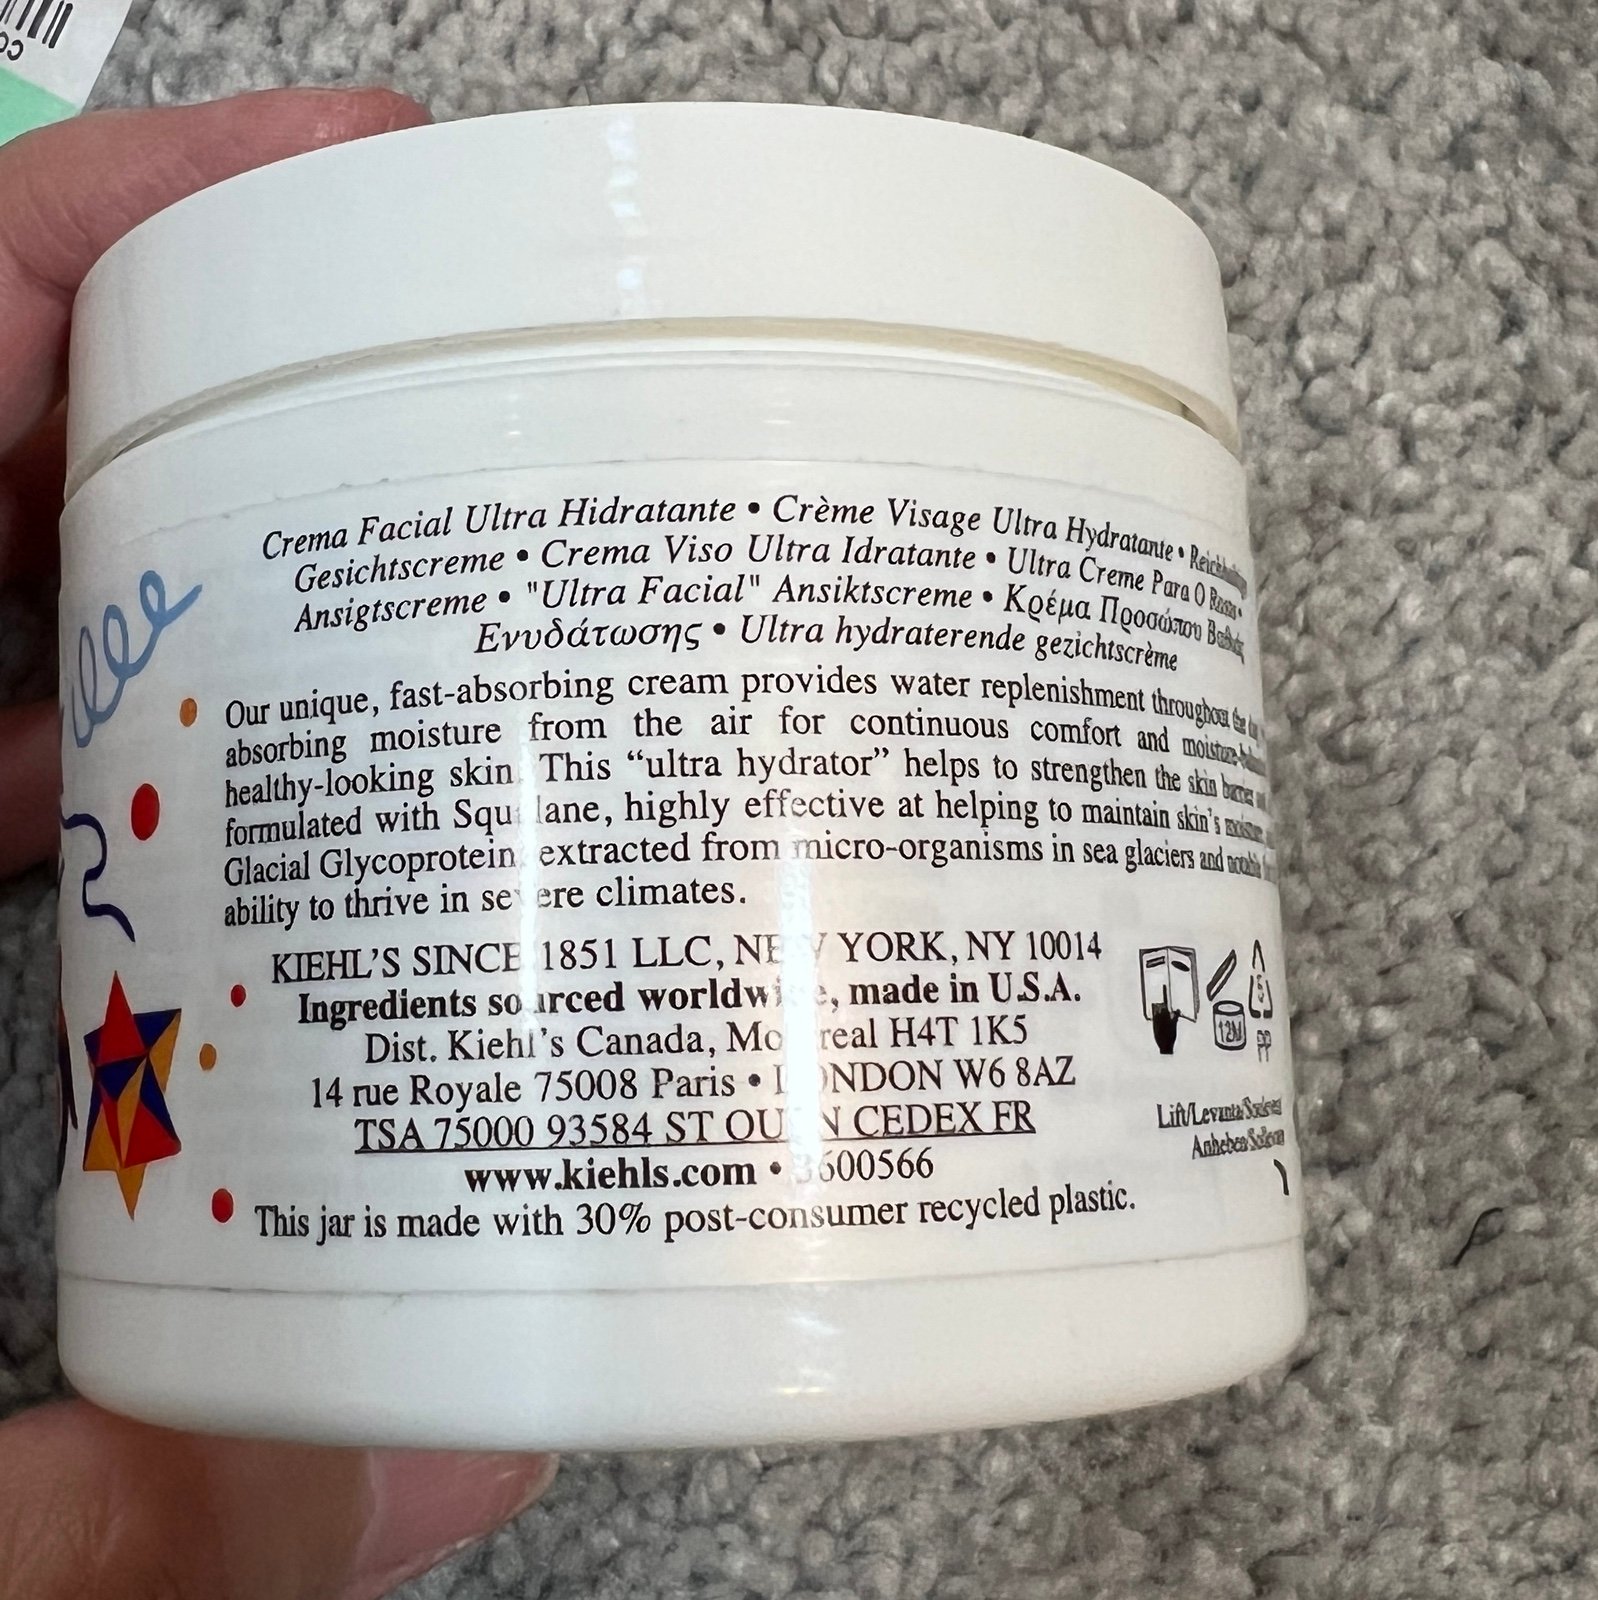 Crema Facial Ultra Hidratante • Crème Visage Ultra Hydratante •
Gesichtscreme • Crema Viso Ultra Idratante • Ultra Creme Para O
Ansigtscreme • "Ultra Facial" Ansiktscreme • Κρέμα Προσώπου
Ενυδάτωσης • Ultra hydraterende gezichtscrème
Our unique, fast-absorbing cream provides water replenishment throughout the
absorbing moisture from the air for continuous comfort and
healthy-looking skin. This “ultra hydrator” helps to strengthen the skin
formulated with Squalane, highly effective at helping to maintain skin's
Glacial Glycoprotein, extracted from micro-organisms in sea glaciers and
ability to thrive in severe climates.
KIEHL'S SINCE 1851 LLC, NEW YORK, NY 10014
Ingredients sourced worldwide, made in U.S.A.
Dist. Kiehl's Canada, Montreal H4T 1K5
14 rue Royale 75008 Paris • LONDON W6 8AZ
TSA 75000 93584 ST OUEN CEDEX FR
www.kiehls.com • 3600566
This jar is made with 30% post-consumer recycled plastic.
12M
5
PP